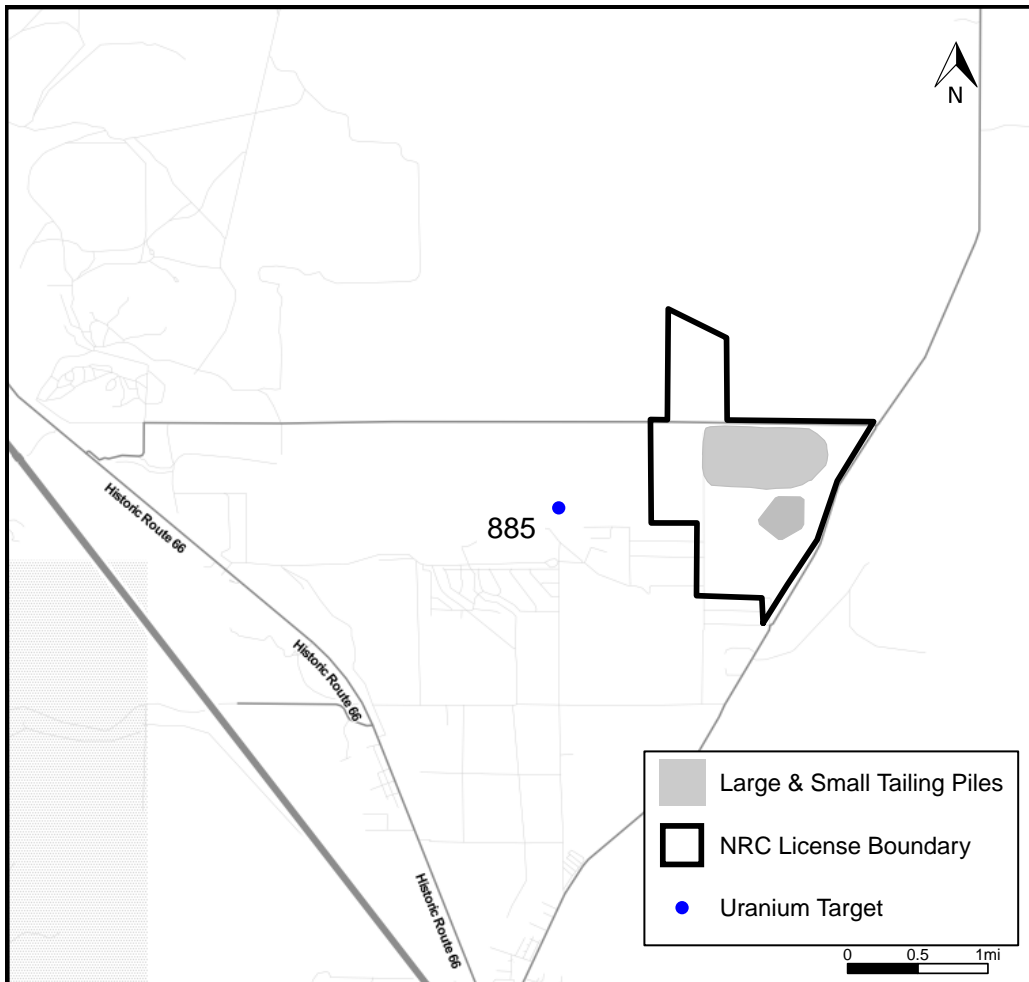 N
Historic Route 66
885
Historic Route 66
Large & Small Tailing Piles
NRC License Boundary
Historic Route 66
Uranium Target
0 0.5 1mi